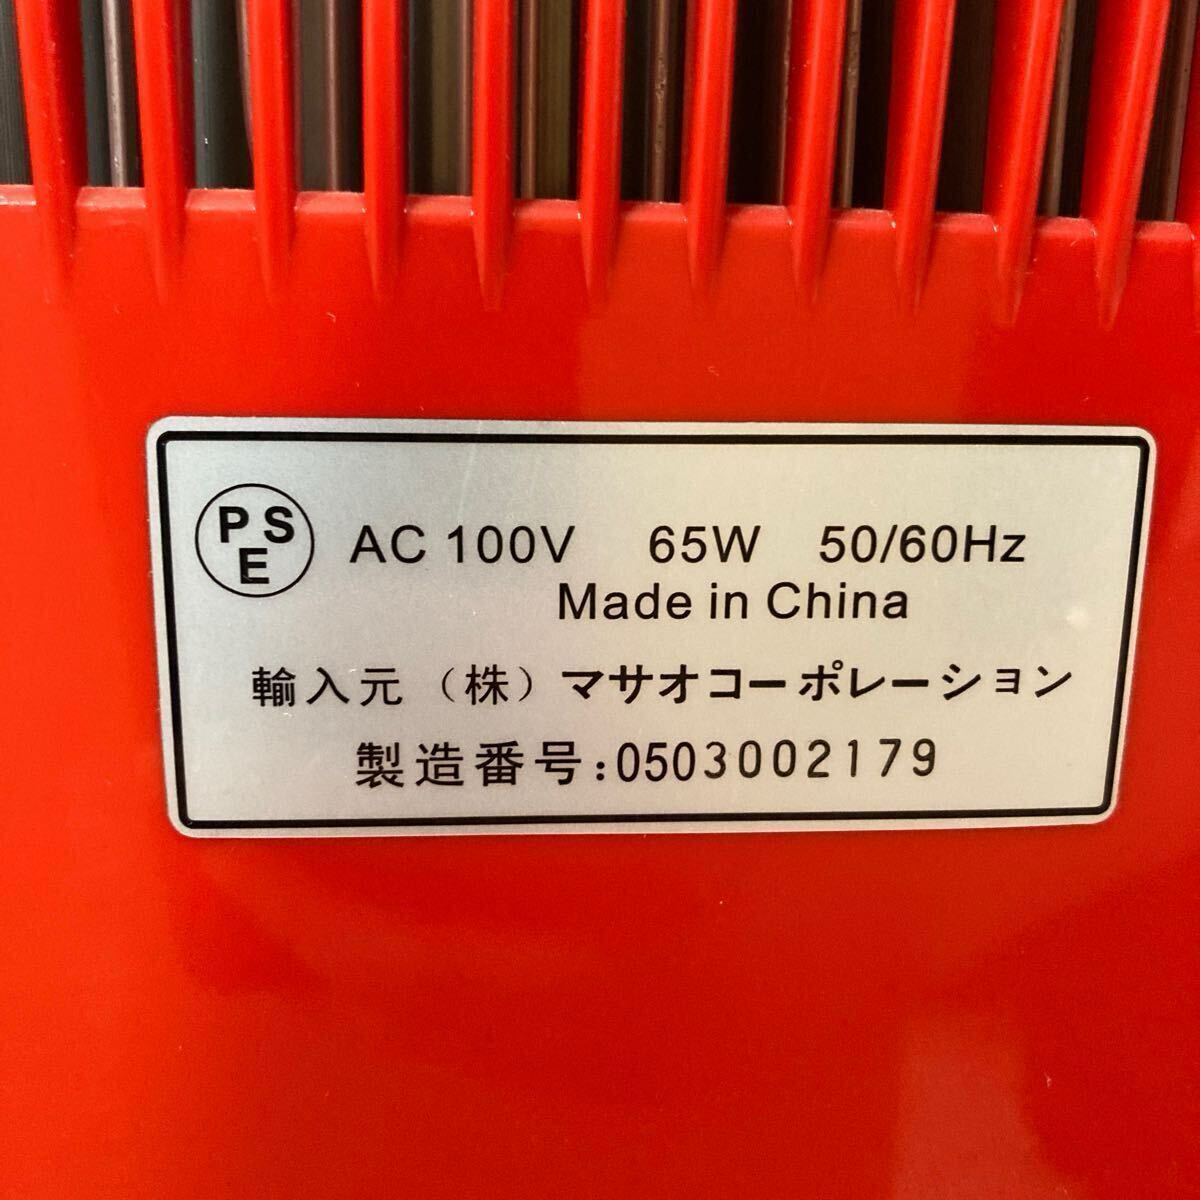 PSE AC 100V 65W 50/60Hz
Made in China
輸入元（株）マサオコーポレーション
製造番号:0503002179